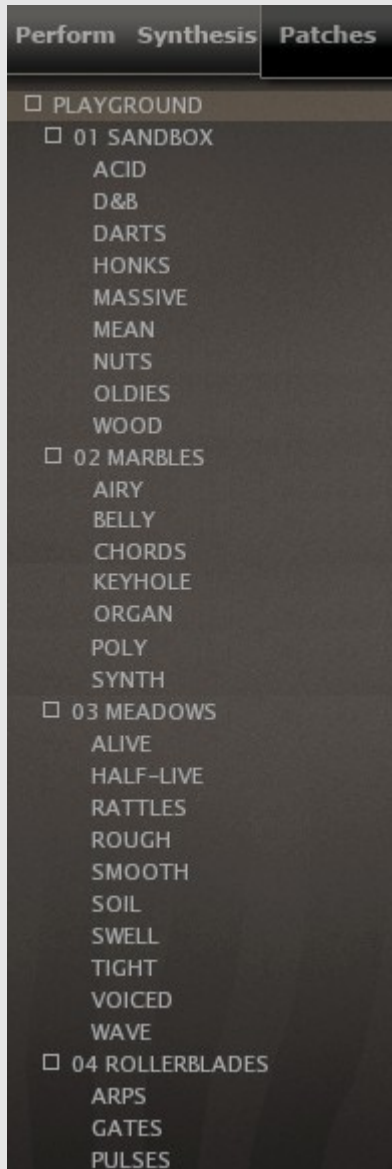 Perform Synthesis Patches
PLAYGROUND
01 SANDBOX
ACID
D&B
DARTS
HONKS
MASSIVE
MEAN
NUTS
OLDIES
WOOD
02 MARBLES
AIRY
BELLY
CHORDS
KEYHOLE
ORGAN
POLY
SYNTH
03 MEADOWS
ALIVE
HALF-LIVE
RATTLES
ROUGH
SMOOTH
SOIL
SWELL
TIGHT
VOICED
WAVE
04 ROLLERBLADES
ARPS
GATES
PULSES